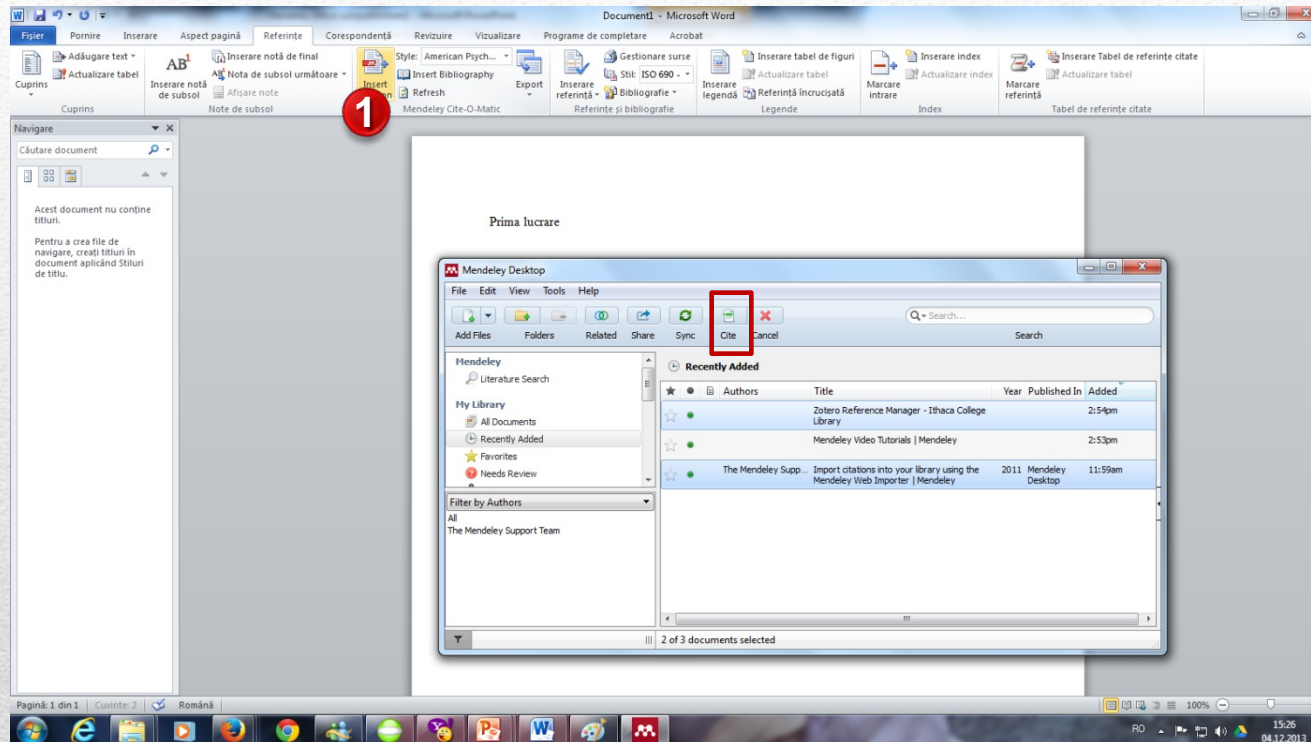 Document1 - Microsoft Word
Fișier Pornire Inserare Aspect pagină Referințe Corespondență Revizuire Vizualizare Programe de completare Acrobat
Cuprins
Adăugare text
Actualizare tabel
Cuprins
AB1
Inserare notă de subsol
Inserare notă de final
Notă de subsol următoare
Afișare note
Note de subsol
Insert
1
Style: American Psych...
Insert Bibliography
Refresh
Export
Mendeley Cite-O-Matic
Inserare referință
Gestionare surse
Stil: ISO 690 -
Bibliografie
Referințe și bibliografie
Inserare legendă
Inserare tabel de figuri
Actualizare tabel
Referință încrucișată
Legende
Marcare intrare
Inserare index
Actualizare index
Index
Marcare referință
Inserare Tabel de referințe citate
Actualizare tabel
Tabel de referințe citate
Navigare
Căutare document
Acest document nu conține
titluri.
Pentru a crea file de
navigare, creați titluri în
document aplicând Stiluri
de titlu.
Prima lucrare
Mendeley Desktop
File Edit View Tools Help
Add Files Folders Related Share Sync Cite Cancel
Search...
Search
Mendeley
Literature Search
My Library
All Documents
Recently Added
Favorites
Needs Review
Filter by Authors
All
The Mendeley Support Team
Recently Added
Authors Title Year Published In Added
Zotero Reference Manager - Ithaca College 2:54pm
Library
Mendeley Video Tutorials | Mendeley 2:53pm
The Mendeley Supp... Import citations into your library using the 2011 Mendeley 11:59am
Mendeley Web Importer | Mendeley Desktop
2 of 3 documents selected
Pagină: 1 din 1 Cuvinte: 2 Română
100%
RO
15:26
04.12.2013